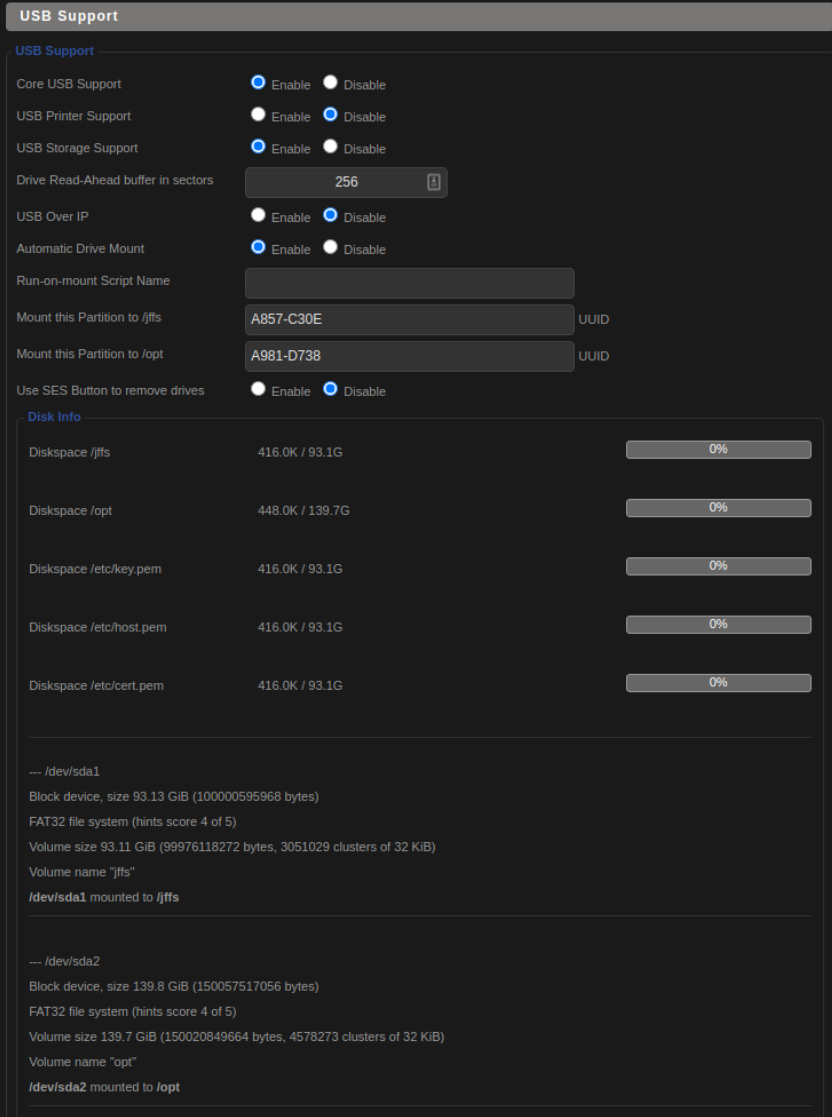 USB Support
USB Support
Core USB Support Enable Disable
USB Printer Support Enable Disable
USB Storage Support Enable Disable
Drive Read-Ahead buffer in sectors 256
USB Over IP Enable Disable
Automatic Drive Mount Enable Disable
Run-on-mount Script Name
Mount this Partition to /jffs A857-C30E UUID
Mount this Partition to /opt A981-D738 UUID
Use SES Button to remove drives Enable Disable
Disk Info
Diskspace /jffs 416.0K / 93.1G 0%
Diskspace /opt 448.0K / 139.7G 0%
Diskspace /etc/key.pem 416.0K / 93.1G 0%
Diskspace /etc/host.pem 416.0K / 93.1G 0%
Diskspace /etc/cert.pem 416.0K / 93.1G 0%
--- /dev/sda1
Block device, size 93.13 GiB (100000595968 bytes)
FAT32 file system (hints score 4 of 5)
Volume size 93.11 GiB (99976118272 bytes, 3051029 clusters of 32 KiB)
Volume name "jffs"
/dev/sda1 mounted to /jffs
--- /dev/sda2
Block device, size 139.8 GiB (150057517056 bytes)
FAT32 file system (hints score 4 of 5)
Volume size 139.7 GiB (150020849664 bytes, 4578273 clusters of 32 KiB)
Volume name "opt"
/dev/sda2 mounted to /opt